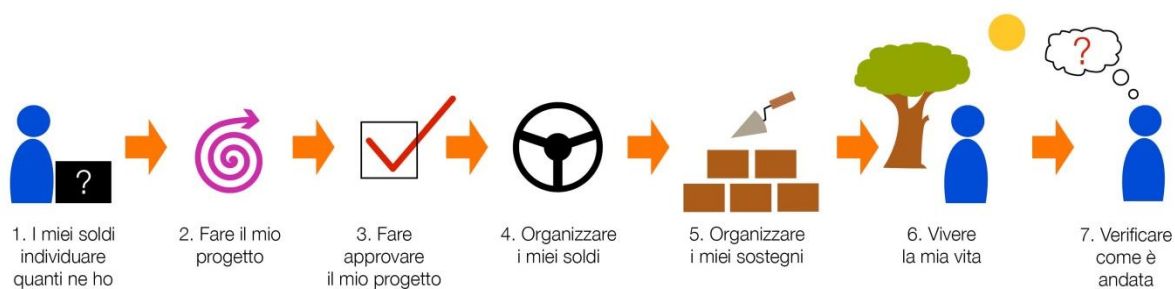 ?
?
1. I miei soldi
individuare
quanti ne ho
2. Fare il mio
progetto
3. Fare
approvare
il mio progetto
4. Organizzare
i miei soldi
5. Organizzare
i miei sostegni
6. Vivere
la mia vita
7. Verificare
come è
andata